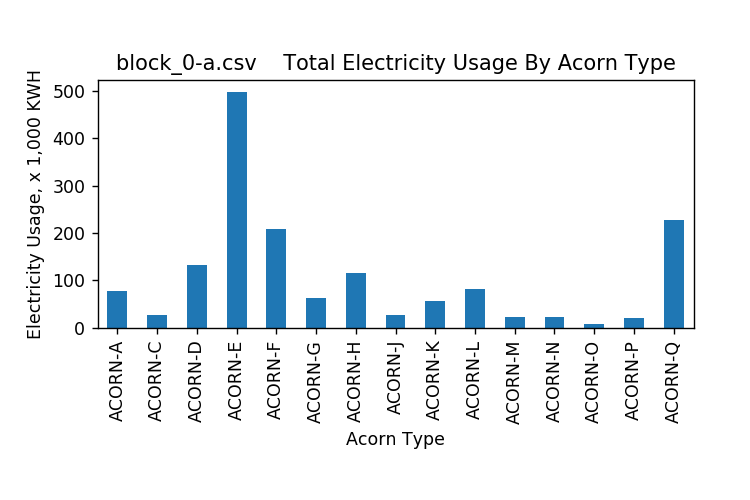 block_0-a.csv    Total Electricity Usage By Acorn Type
Electricity Usage, x 1,000 KWH
500
400
300
200
100
0
ACORN-A
ACORN-C
ACORN-D
ACORN-E
ACORN-F
ACORN-G
ACORN-H
ACORN-J
ACORN-K
ACORN-L
ACORN-M
ACORN-N
ACORN-O
ACORN-P
ACORN-Q
Acorn Type